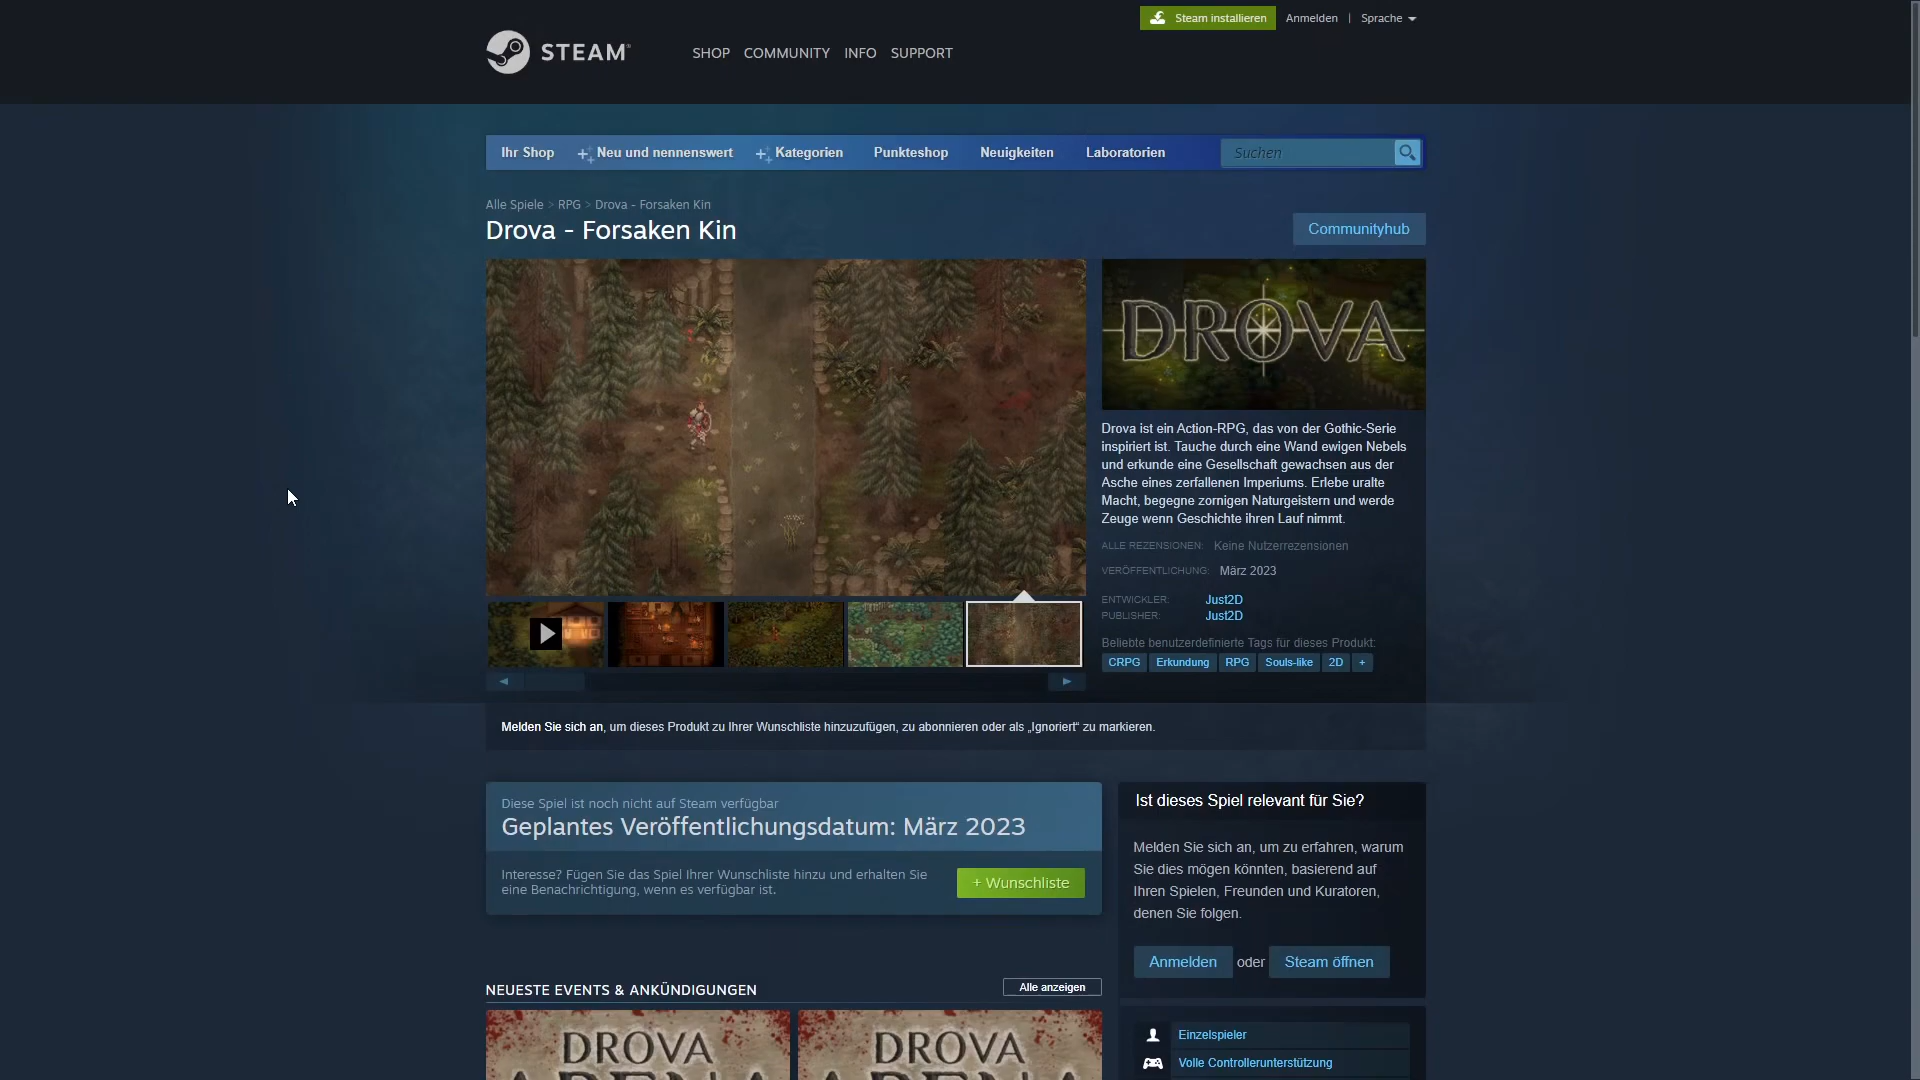 Steam installieren
Anmelden | Sprache
STEAM®
SHOP COMMUNITY INFO SUPPORT
Ihr Shop
Neu und nennenswert
Kategorien
Punkteshop
Neuigkeiten
Laboratorien
Suchen
Alle Spiele > RPG > Drova - Forsaken Kin
Drova - Forsaken Kin
Communityhub
DROVA
Drova ist ein Action-RPG, das von der Gothic-Serie
inspiriert ist. Tauche durch eine Wand ewigen Nebels
und erkunde eine Gesellschaft gewachsen aus der
Asche eines zerfallenen Imperiums. Erlebe uralte
Macht, begegne zornigen Naturgeistern und werde
Zeuge wenn Geschichte ihren Lauf nimmt.
ALLE REZENSIONEN: Keine Nutzerrezensionen
VERÖFFENTLICHUNG: März 2023
ENTWICKLER: Just2D
PUBLISHER: Just2D
Beliebte benutzerdefinierte Tags für dieses Produkt:
CRPG Erkundung RPG Souls-like 2D +
Melden Sie sich an, um dieses Produkt zu Ihrer Wunschliste hinzuzufügen, zu abonnieren oder als „Ignoriert“ zu markieren.
Diese Spiel ist noch nicht auf Steam verfügbar
Geplantes Veröffentlichungsdatum: März 2023
Interesse? Fügen Sie das Spiel Ihrer Wunschliste hinzu und erhalten Sie
eine Benachrichtigung, wenn es verfügbar ist.
+ Wunschliste
Ist dieses Spiel relevant für Sie?
Melden Sie sich an, um zu erfahren, warum
Sie dies mögen könnten, basierend auf
Ihren Spielen, Freunden und Kuratoren,
denen Sie folgen.
Anmelden oder Steam öffnen
NEUESTE EVENTS & ANKÜNDIGUNGEN
Alle anzeigen
DROVA
ARENA
DROVA
ARENA
Einzelspieler
Volle Controllerunterstützung